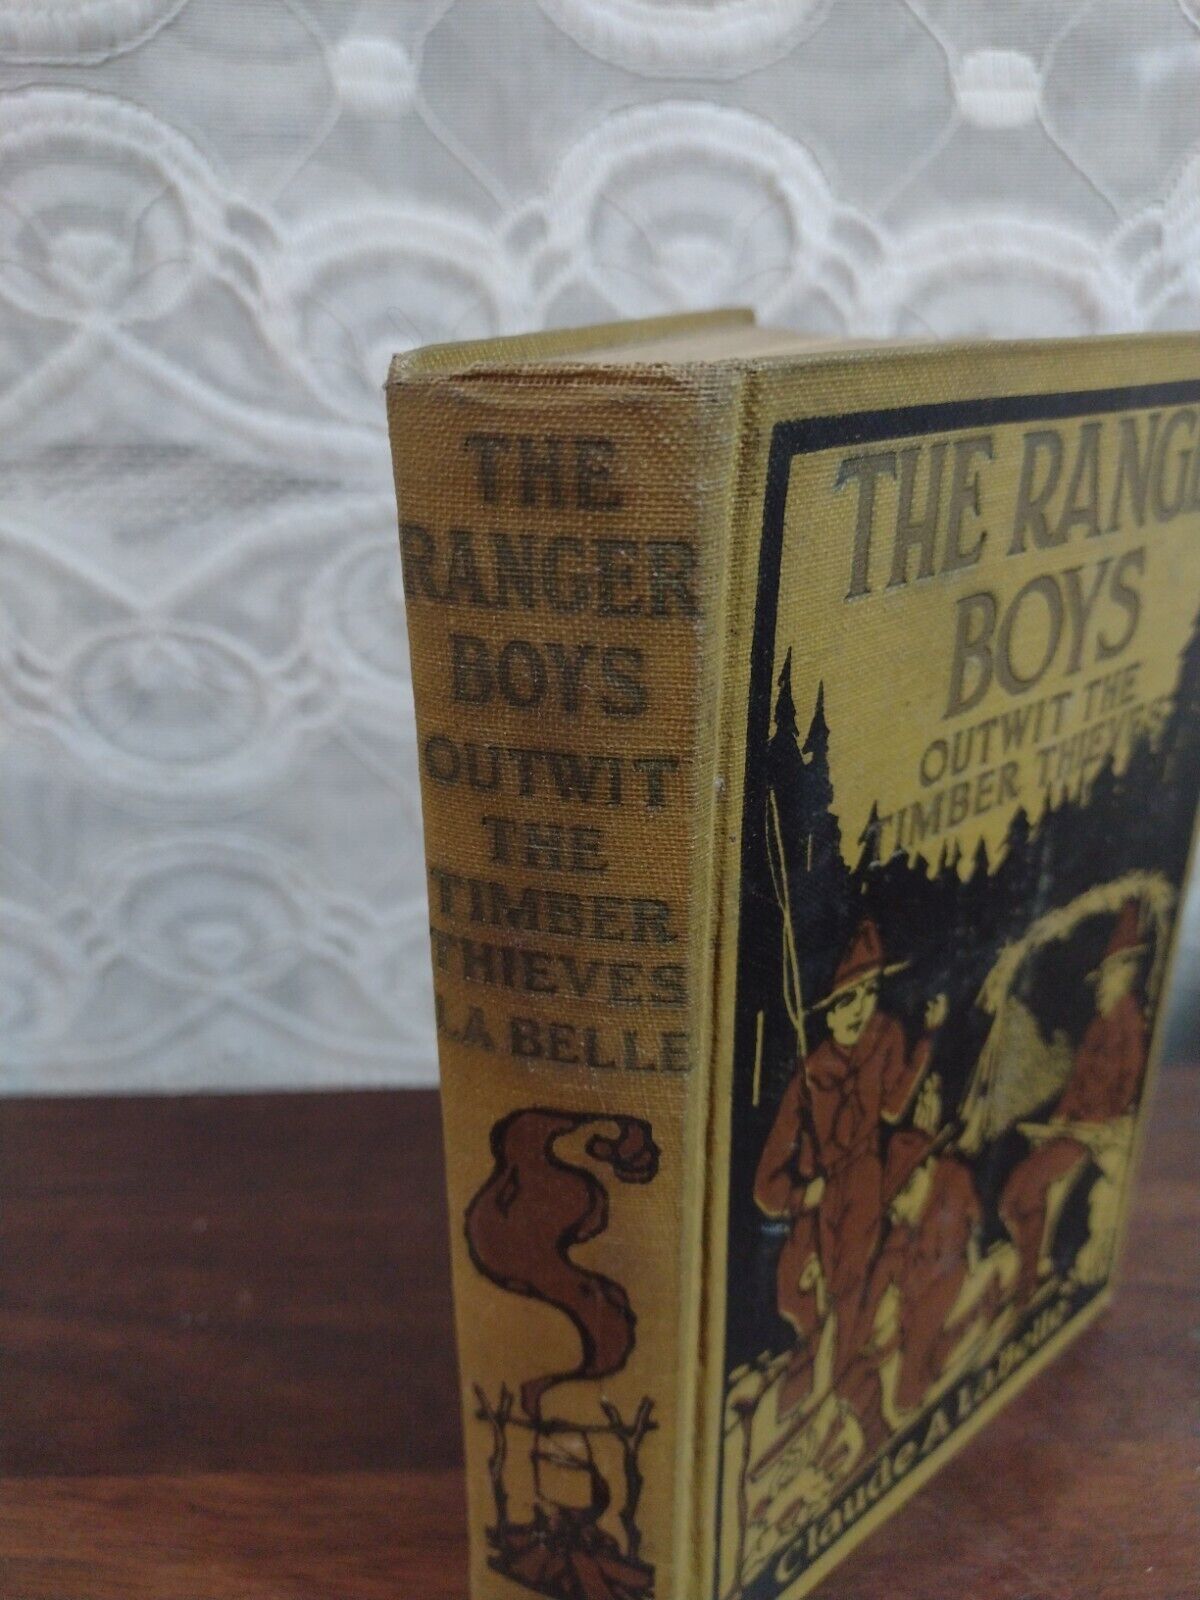 THE
RANGER
BOYS
OUTWIT
THE
TIMBER
THIEVES
LA BELLE
THE RANGE
BOYS
OUTWIT THE
TIMBER THIEVES
Claude A LaBelle